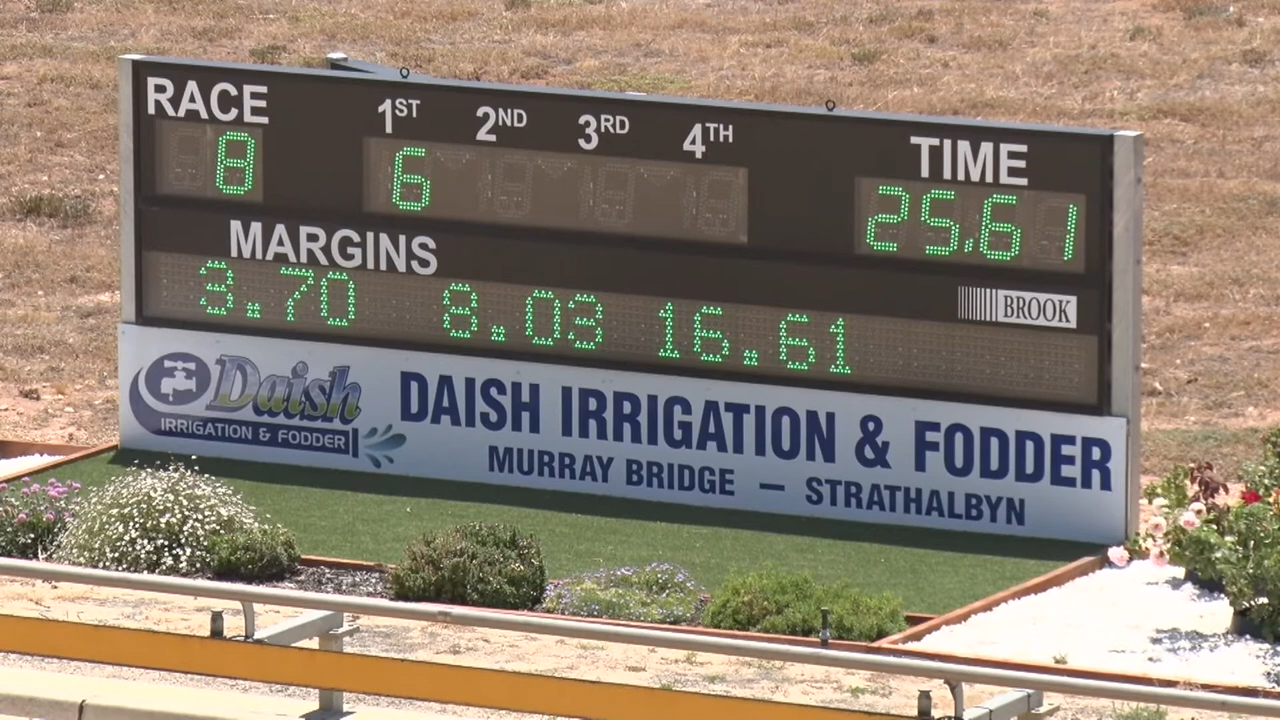 RACE 1ST 2ND 3RD 4TH TIME
8 6 25.61
MARGINS
3.70 8.03 16.61
BROOK
Daish
IRRIGATION & FODDER
DAISH IRRIGATION & FODDER
MURRAY BRIDGE — STRATHALBYN